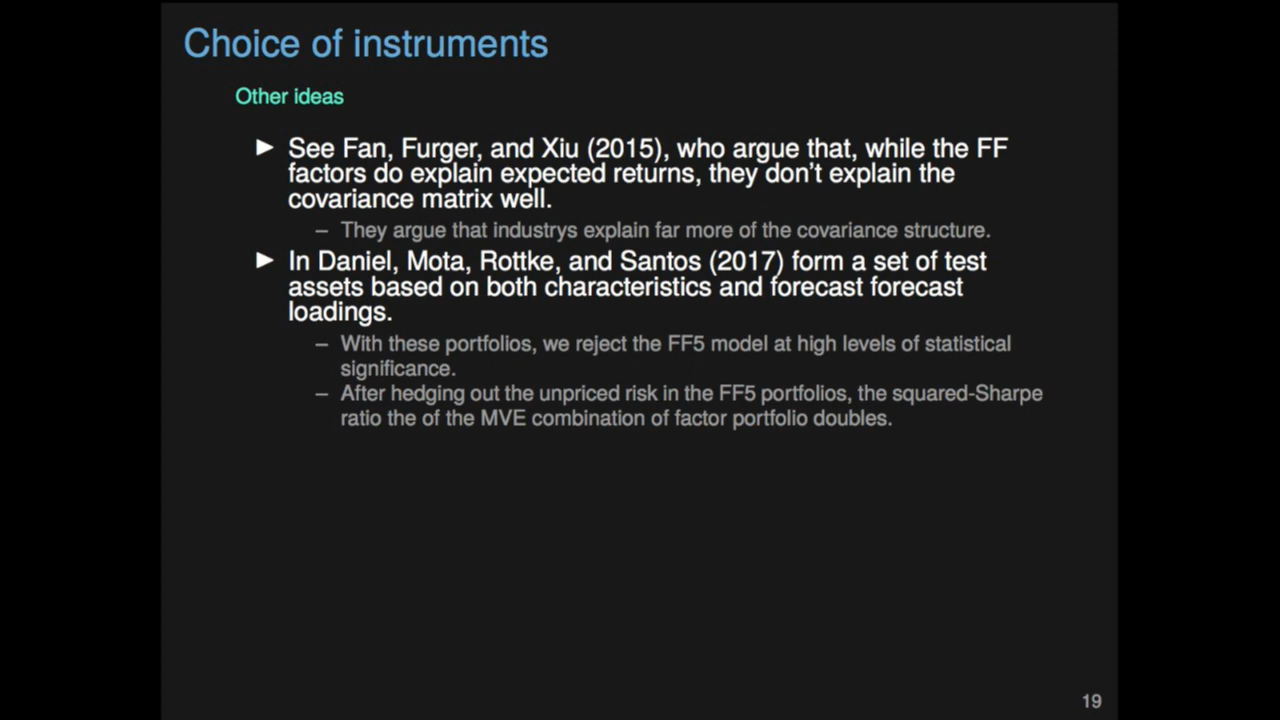 Choice of instruments
Other ideas
► See Fan, Furger, and Xiu (2015), who argue that, while the FF
factors do explain expected returns, they don't explain the
covariance matrix well.
– They argue that industrys explain far more of the covariance structure.
► In Daniel, Mota, Rottke, and Santos (2017) form a set of test
assets based on both characteristics and forecast forecast
loadings.
– With these portfolios, we reject the FF5 model at high levels of statistical
significance.
– After hedging out the unpriced risk in the FF5 portfolios, the squared-Sharpe
ratio the of the MVE combination of factor portfolio doubles.
19